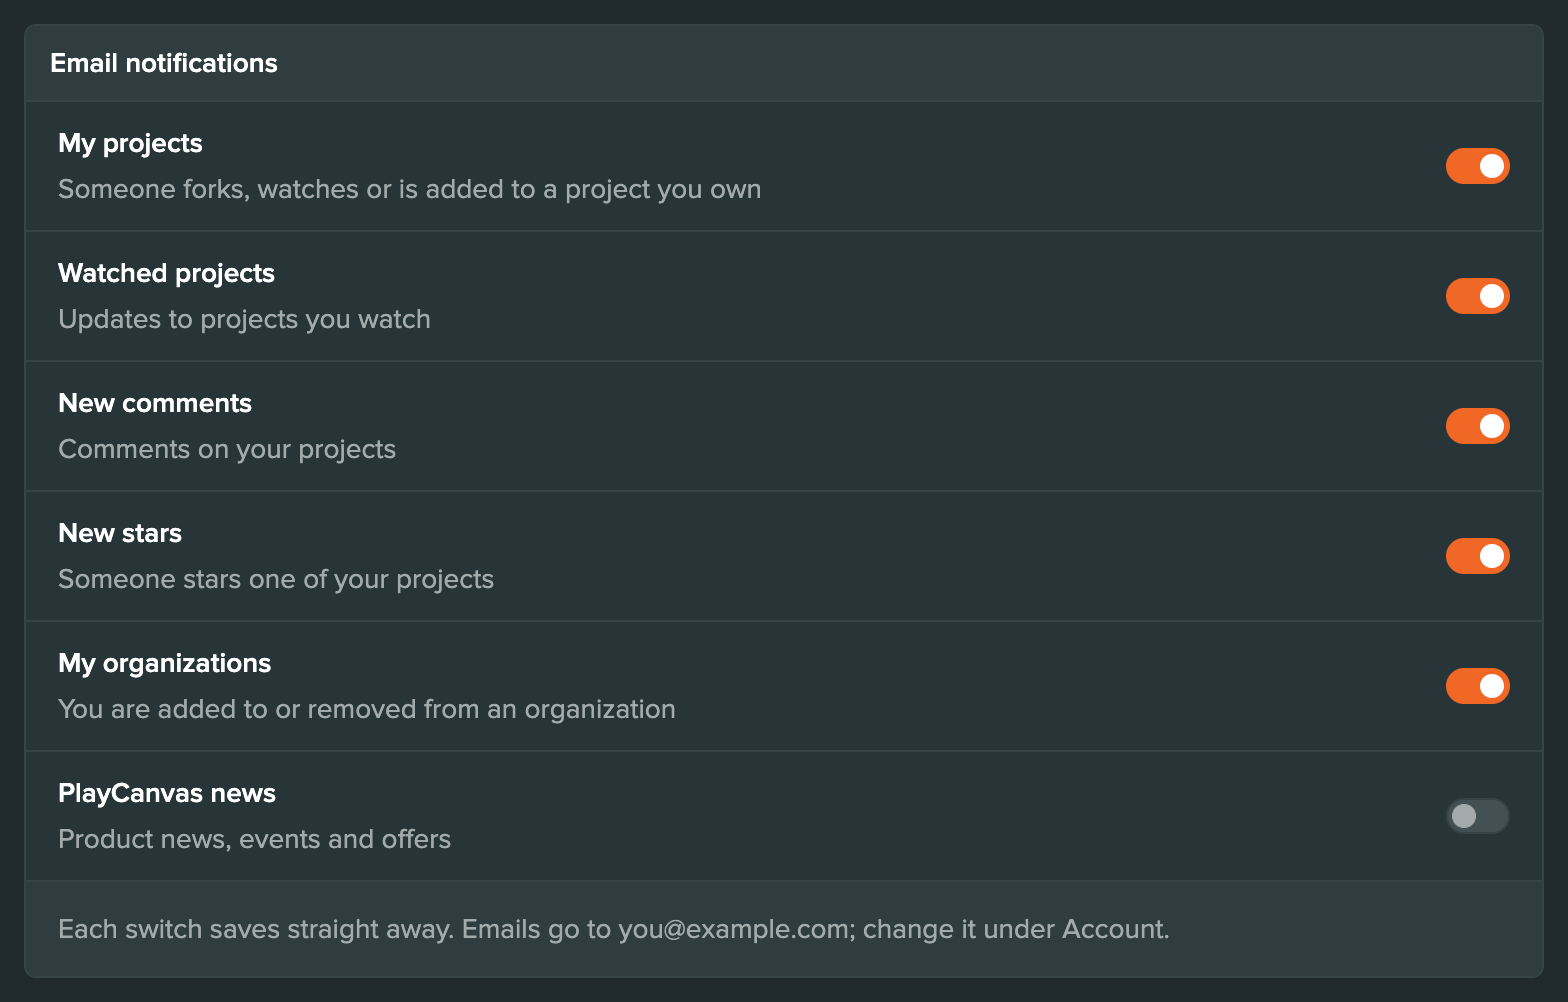 Email notifications
My projects
Someone forks, watches or is added to a project you own
Watched projects
Updates to projects you watch
New comments
Comments on your projects
New stars
Someone stars one of your projects
My organizations
You are added to or removed from an organization
PlayCanvas news
Product news, events and offers
Each switch saves straight away. Emails go to you@example.com; change it under Account.